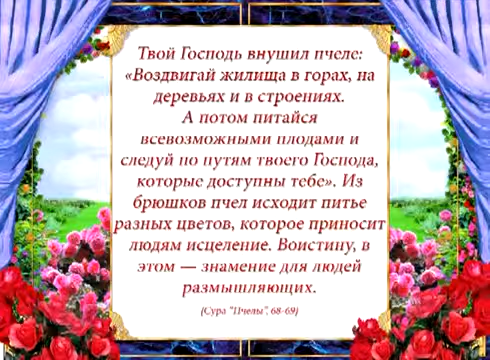 Твой Господь внушил пчеле:
«Воздвигай жилища в горах, на
деревьях и в строениях.
А потом питайся
всевозможными плодами и
следуй по путям твоего Господа,
которые доступны тебе». Из
брюшков пчел исходит питье
разных цветов, которое приносит
людям исцеление. Воистину, в
этом — знамение для людей
размышляющих.
(Сура "Пчелы", 68-69)